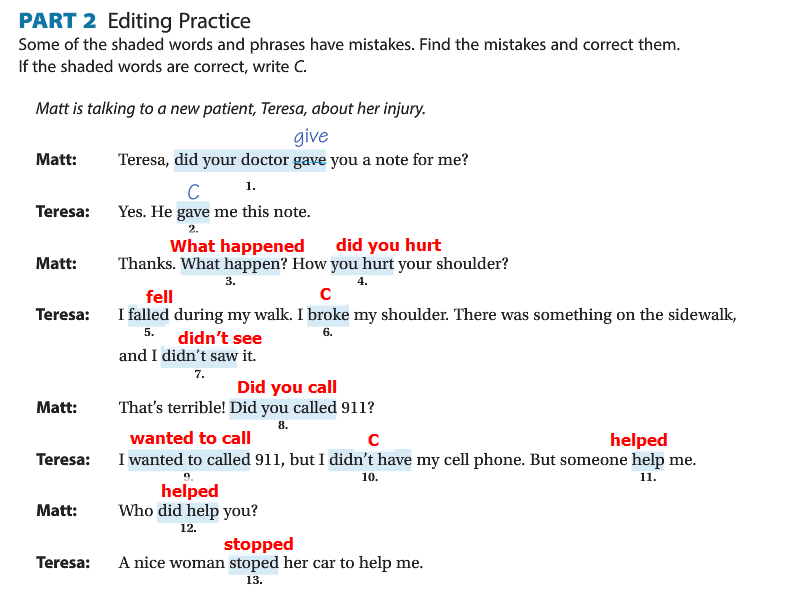 PART 2 Editing Practice
Some of the shaded words and phrases have mistakes. Find the mistakes and correct them.
If the shaded words are correct, write C.
Matt is talking to a new patient, Teresa, about her injury.
give
Matt: Teresa, did your doctor gave you a note for me?
1.
C
Teresa: Yes. He gave me this note.
2.
What happened did you hurt
Matt: Thanks. What happen? How you hurt your shoulder?
3. 4.
fell C
Teresa: I falled during my walk. I broke my shoulder. There was something on the sidewalk,
5. 6.
didn't see
and I didn't saw it.
7.
Did you call
Matt: That's terrible! Did you called 911?
8.
wanted to call C helped
Teresa: I wanted to called 911, but I didn't have my cell phone. But someone help me.
9. 10. 11.
helped
Matt: Who did help you?
12.
stopped
Teresa: A nice woman stoped her car to help me.
13.